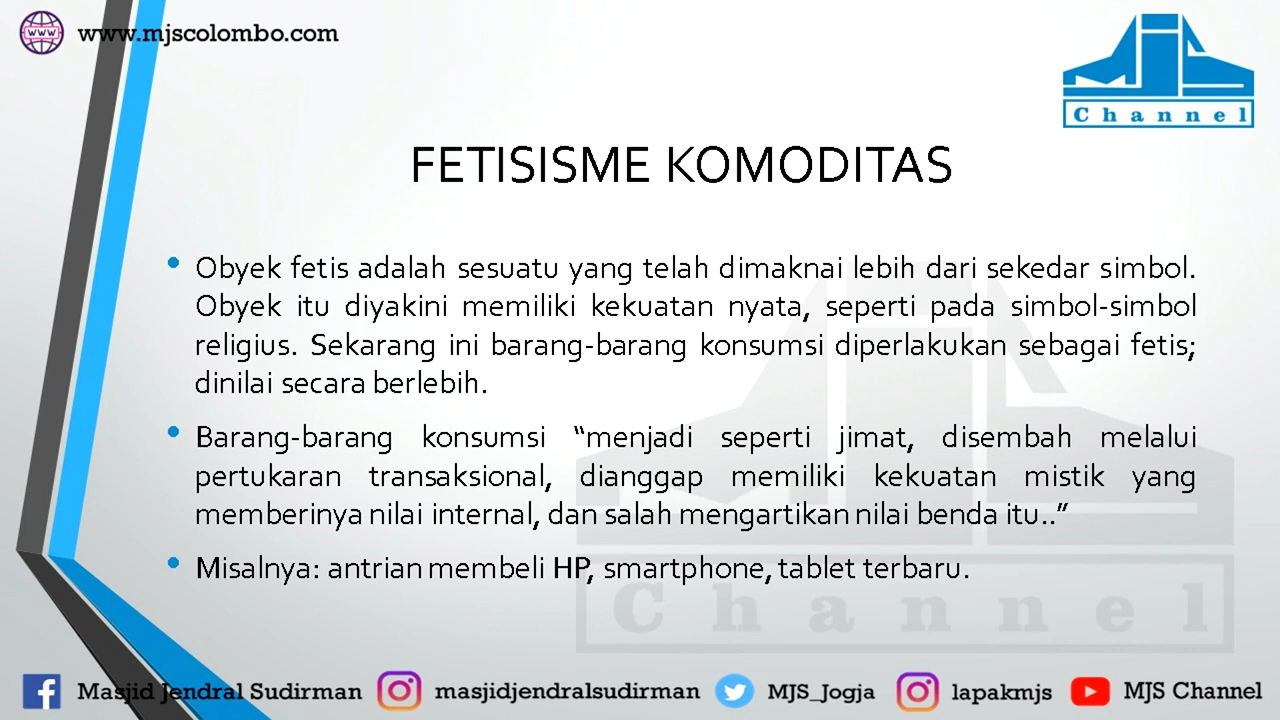 www.mjscolombo.com
MJS
Channel
FETISISME KOMODITAS
• Obyek fetis adalah sesuatu yang telah dimaknai lebih dari sekedar simbol.
Obyek itu diyakini memiliki kekuatan nyata, seperti pada simbol-simbol
religius. Sekarang ini barang-barang konsumsi diperlakukan sebagai fetis;
dinilai secara berlebih.
• Barang-barang konsumsi “menjadi seperti jimat, disembah melalui
pertukaran transaksional, dianggap memiliki kekuatan mistik yang
memberinya nilai internal, dan salah mengartikan nilai benda itu..”
• Misalnya: antrian membeli HP, smartphone, tablet terbaru.
Channel
Masjid Jendral Sudirman masjidjendralsudirman MJS_Jogja lapakmjs MJS Channel